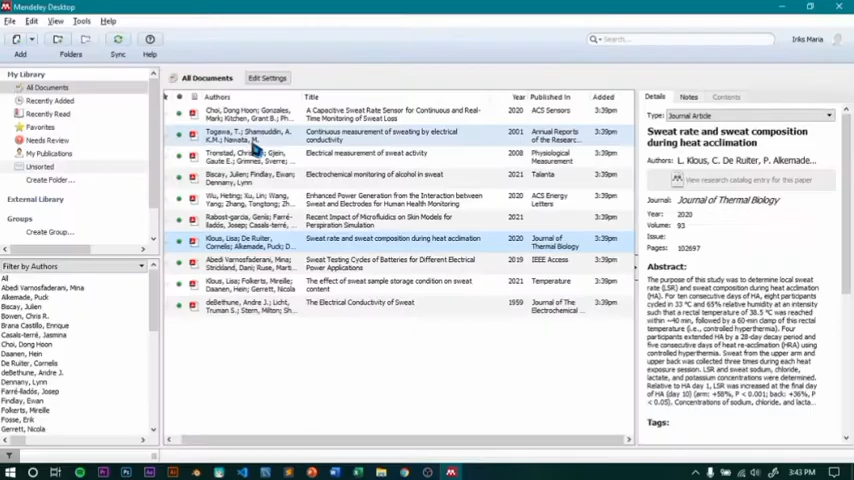 Mendeley Desktop
File Edit View Tools Help
Add Folders Sync Help
Search...
Iriks Maria
My Library
All Documents
Recently Added
Recently Read
Favorites
Needs Review
My Publications
Unsorted
Create Folder...
External Library
Groups
Create Group...
Filter by Authors
All
Abedi Varnosfaderani, Mina
Alkemade, Puck
Biscay, Julien
Bowen, Chris R.
Brana Castillo, Enrique
Casals-terré, Jasmina
Choi, Dong Hoon
Daanen, Hein
De Ruiter, Cornelis
deBethune, Andre J.
Dennany, Lynn
Farré-lladós, Josep
Findlay, Ewan
Folkerts, Mireille
Fosse, Erik
All Documents Edit Settings
Authors Title Year Published In Added
Choi, Dong Hoon; Gonzales, A Capacitive Sweat Rate Sensor for Continuous and Real- 2020 ACS Sensors 3:39pm
Mark; Kitchen, Grant B.; Ph... Time Monitoring of Sweat Loss
Togawa, T.; Shamsuddin, A. Continuous measurement of sweating by electrical 2001 Annual Reports 3:39pm
K.M.; Nawata, M. conductivity of the Researc...
Tronstad, Gjein, Electrical measurement of sweat activity 2008 Physiological 3:39pm
Gaute E.; Grimnes, Sverre; ... Measurement
Biscay, Julien; Findlay, Ewan; Electrochemical monitoring of alcohol in sweat 2021 Talanta 3:39pm
Dennany, Lynn
Wu, Heting; Xu, Lin; Wang, Enhanced Power Generation from the Interaction between 2020 ACS Energy 3:39pm
Yang; Zhang, Tongtong; Zh... Sweat and Electrodes for Human Health Monitoring Letters
Rabost-garcia, Genis; Farré- Recent Impact of Microfluidics on Skin Models for 2021 3:39pm
lladós, Josep; Casals-t... Perspiration Simulation
Klous, Lisa; De Ruiter, Sweat rate and sweat composition during heat acclimation 2020 Journal of 3:39pm
Cornelis; Alkemade, Puck; D... Thermal Biology
Abedi Varnosfaderani, Mina; Sweat Testing Cycles of Batteries for Different Electrical 2019 IEEE Access 3:39pm
Strickland, Dani; Ruse, Mart... Power Applications
Klous, Lisa; Folkerts, Mireille; The effect of sweat sample storage condition on sweat 2021 Temperature 3:39pm
Daanen, Hein; Gerrett, Nicola content
deBethune, Andre J.; Licht, The Electrical Conductivity of Sweat 1959 Journal of The 3:39pm
Truman S.; Stern, Milton; Sh... Electrochemical ...
Details Notes Contents
Type: Journal Article
Sweat rate and sweat composition
during heat acclimation
Authors: L. Klous, C. De Ruiter, P. Alkemade...
View research catalog entry for this paper
Journal: Journal of Thermal Biology
Year: 2020
Volume: 93
Issue:
Pages: 102697
Abstract:
The purpose of this study was to determine local sweat
rate (LSR) and sweat composition during heat acclimation
(HA). For ten consecutive days of HA, eight participants
cycled in 33 °C and 65% relative humidity at an intensity
such that a rectal temperature of 38.5 °C was reached
within ~40 min, followed by a 60-min clamp of this rectal
temperature (i.e., controlled hyperthermia). Four
participants extended HA by a 28-day decay period and
five consecutive days of heat re-acclimation (HRA) using
controlled hyperthermia. Sweat from the upper arm and
upper back was collected three times during each heat
exposure session. LSR and sweat sodium, chloride,
lactate, and potassium concentrations were determined.
Relative to HA day 1, LSR was increased at the final day
of HA (day 10) (arm: +58%, P < 0.001; back: +36%, P
< 0.05). Concentrations of sodium, chloride, and lacta...
Tags:
3:43 PM